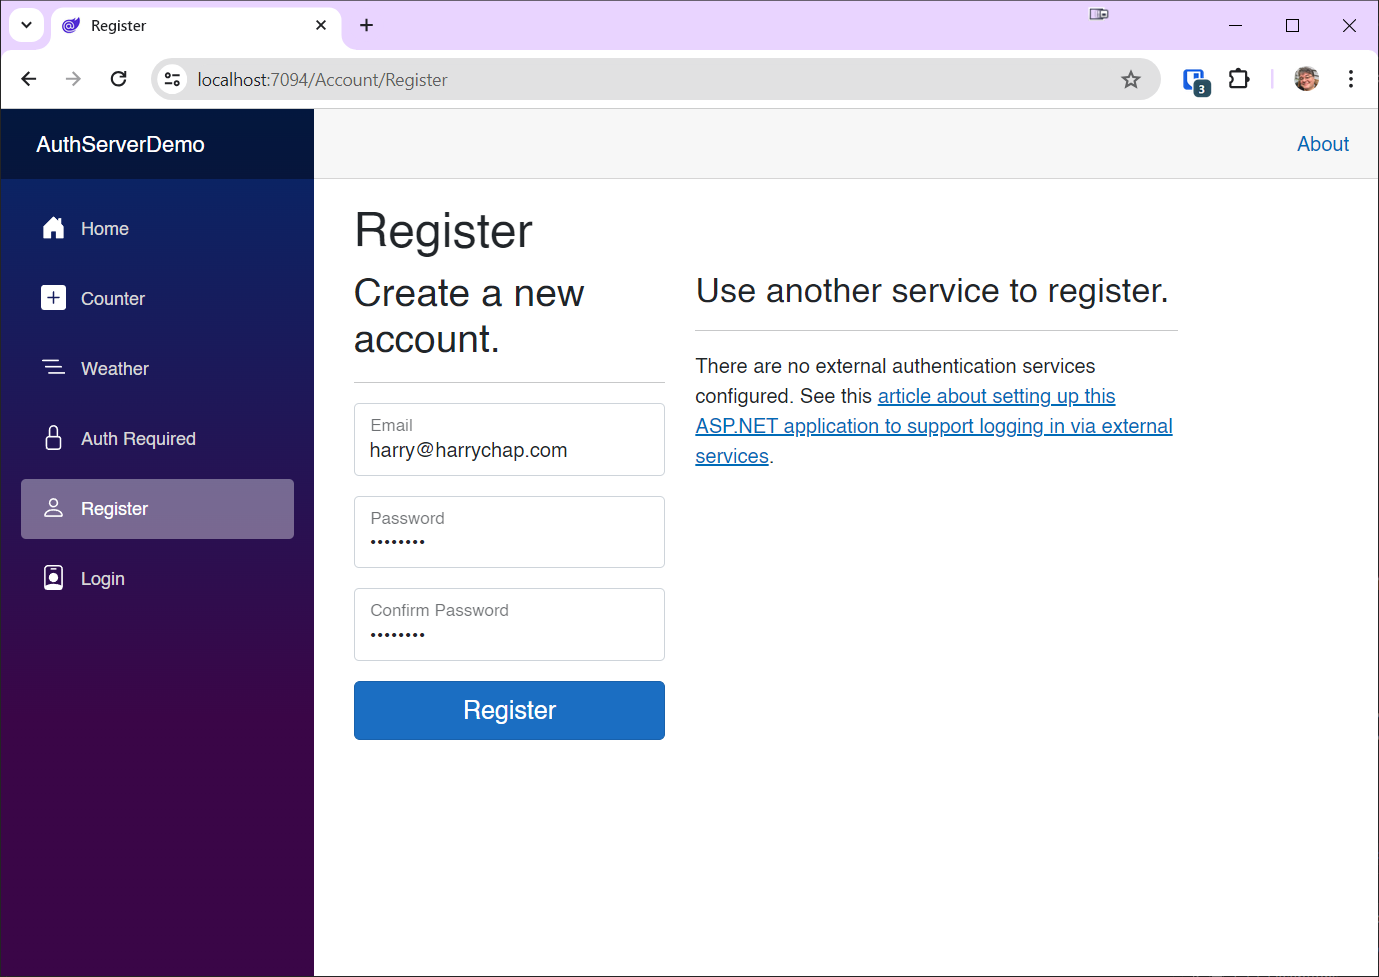 Register
localhost:7094/Account/Register
3
AuthServerDemo
About
Home
Counter
Weather
Auth Required
Register
Login
Register
Create a new
account.
Email
harry@harrychap.com
Password
••••••••
Confirm Password
••••••••
Register
Use another service to register.
There are no external authentication services
configured. See this article about setting up this
ASP.NET application to support logging in via external
services.